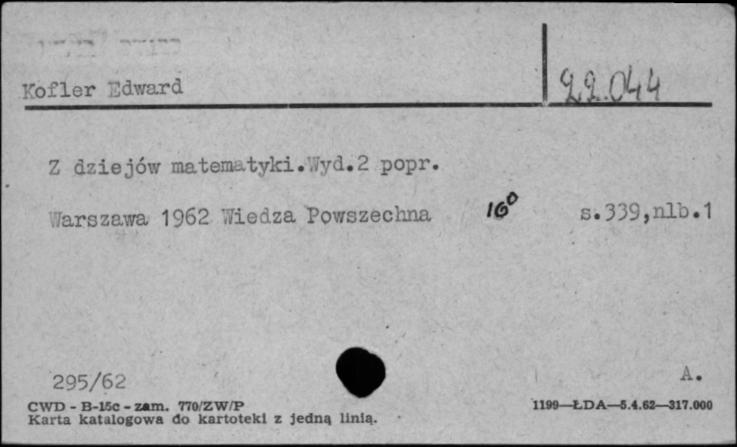 Kofler Edward 22.044
Z dziejów matematyki.Wyd.2 popr.
Warszawa 1962 Wiedza Powszechna 16° s.339,nlb.1
295/62 A.
CWD - B-15c - zam. 770/ZW/P 1199—ŁDA—5.4.62—317.000
Karta katalogowa do kartoteki z jedną linią.